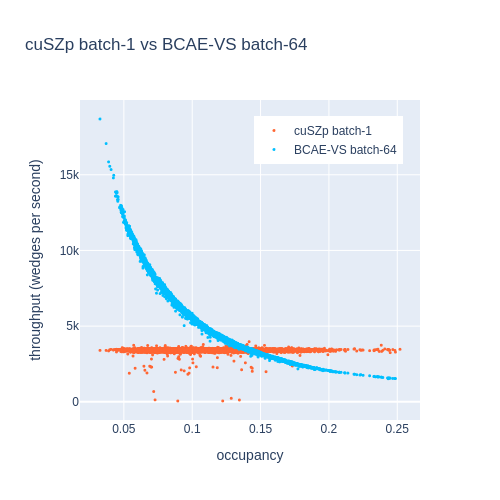 cuSZp batch-1 vs BCAE-VS batch-64
cuSZp batch-1
BCAE-VS batch-64
throughput (wedges per second)
15k
10k
5k
0
0.05
0.1
0.15
0.2
0.25
occupancy